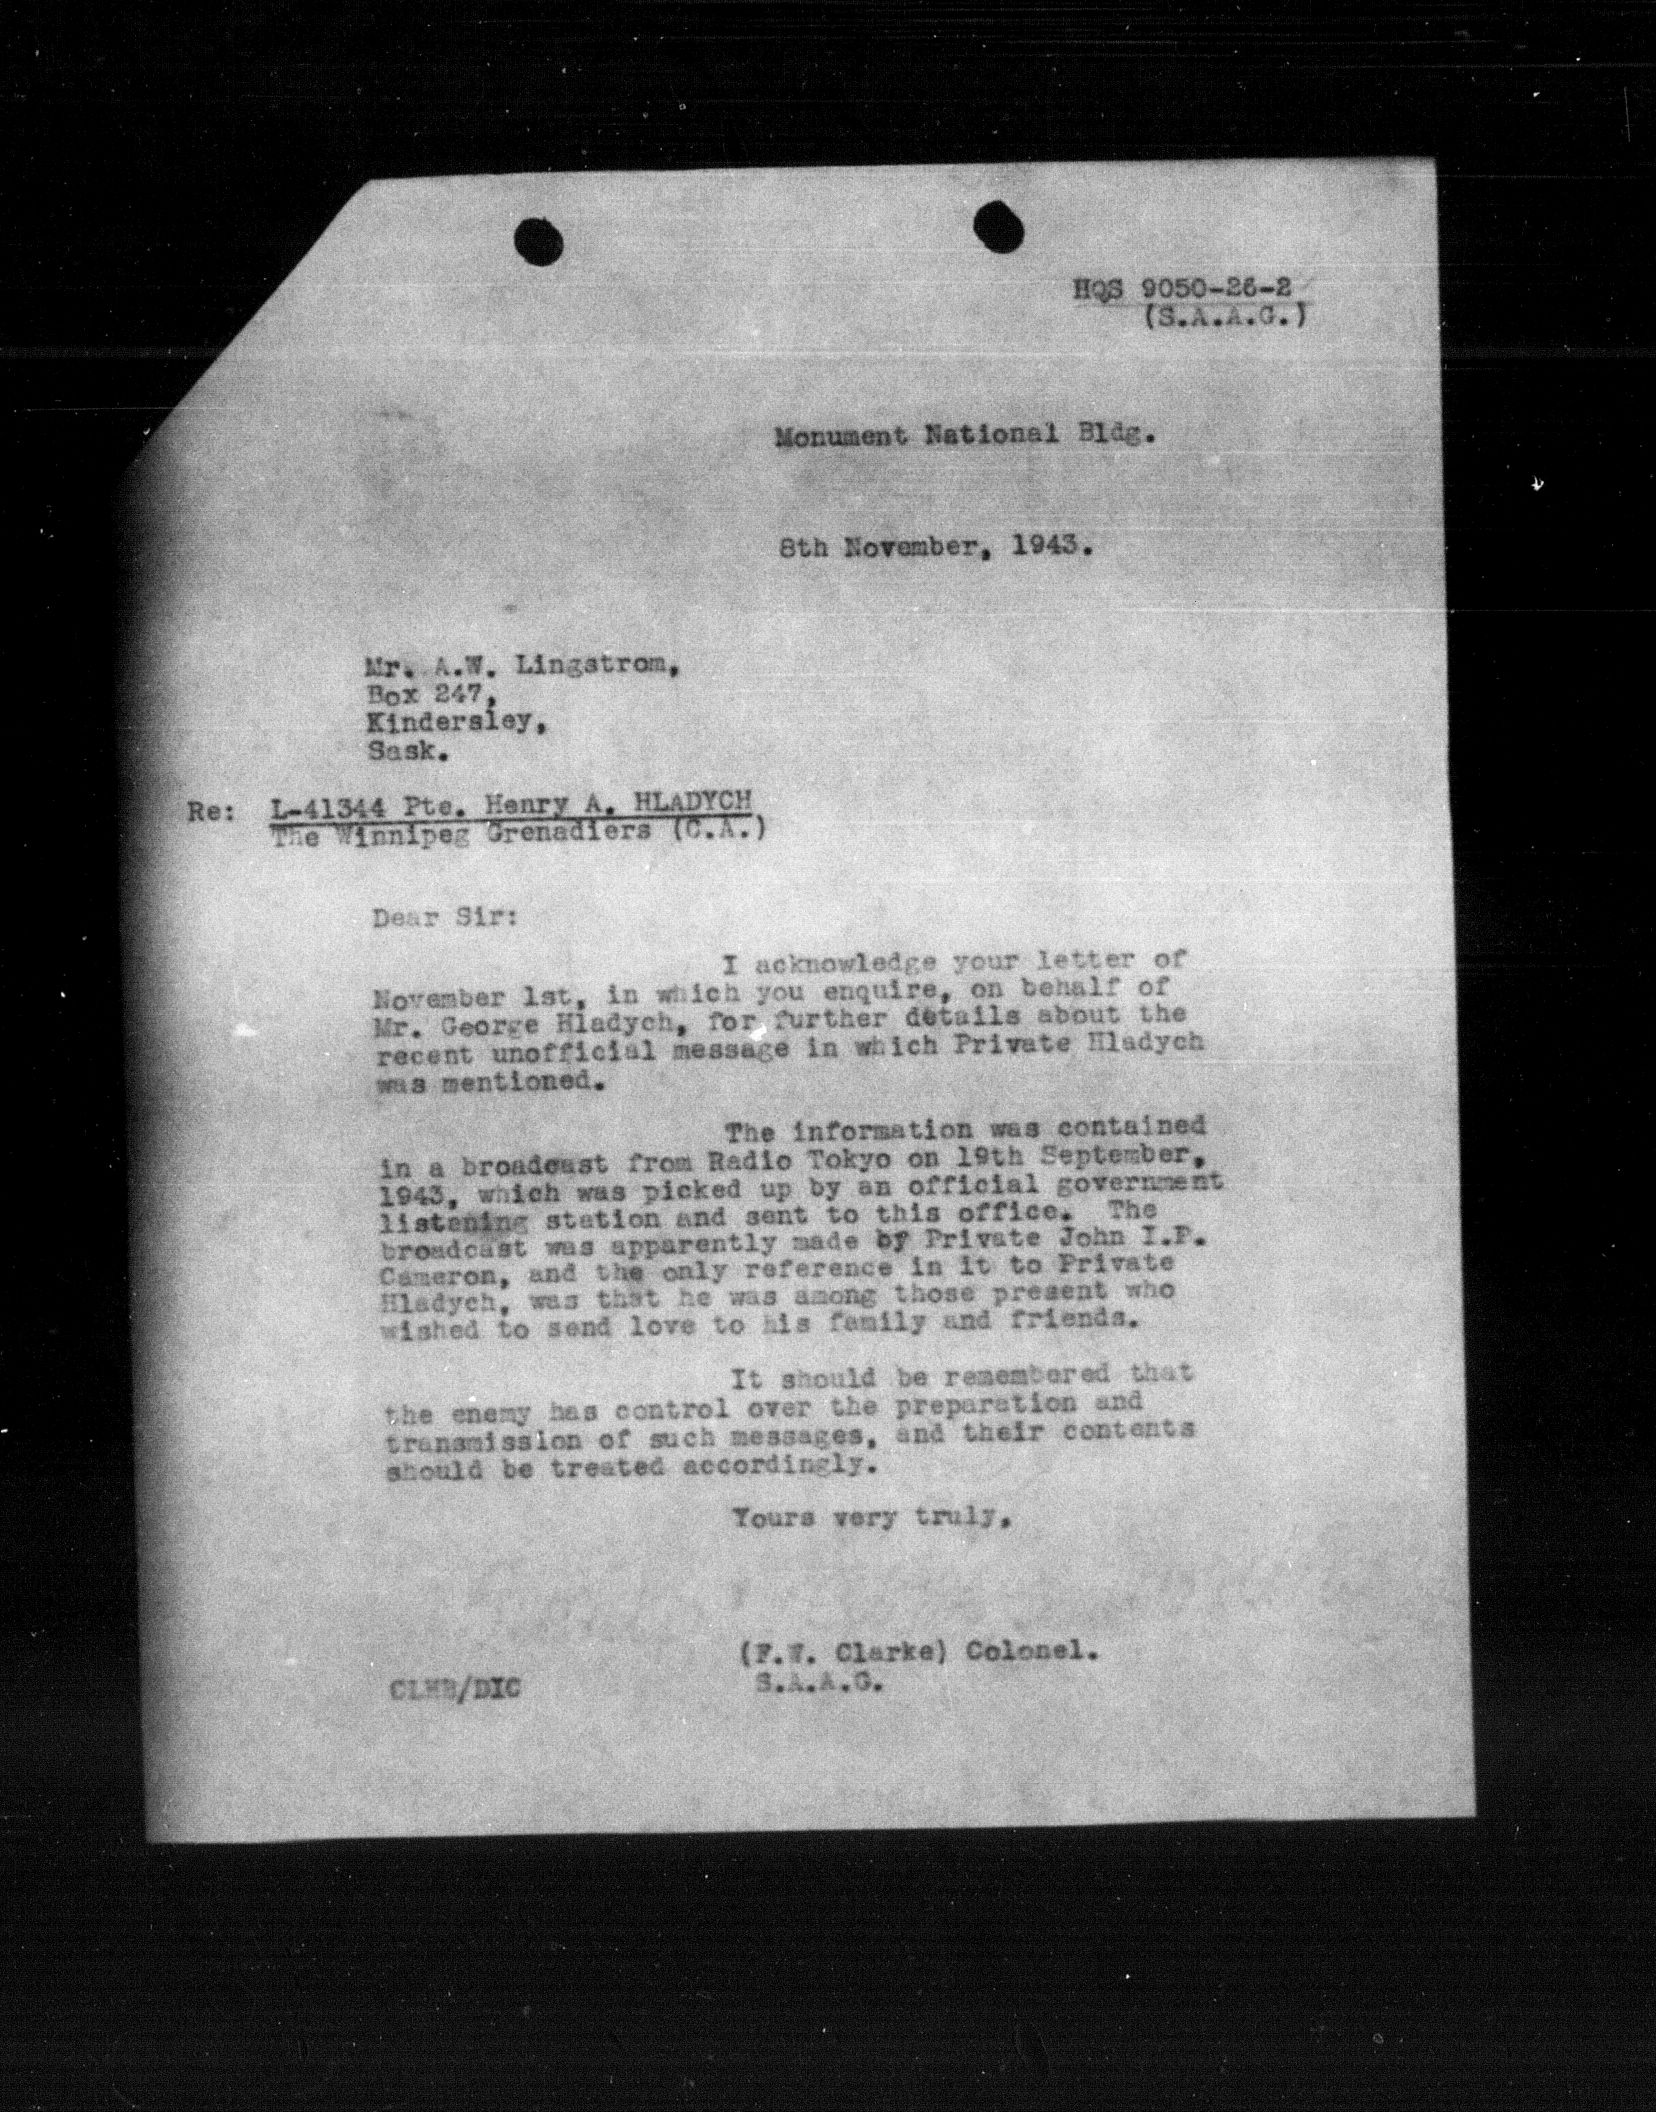 HQS 9050-26-2
(S.A.A.G.)
Monument National Bldg.
8th November, 1943.
Mr. A.W. Lingstrom,
Box 247,
Kindersley,
Sask.
Re: L-41344 Pte. Henry A. HLADYCH
The Winnipeg Grenadiers (C.A.)
Dear Sir:
I acknowledge your letter of
November 1st, in which you enquire, on behalf of
Mr. George Hladych, for further details about the
recent unofficial message in which Private Hladych
was mentioned.
The information was contained
in a broadcast from Radio Tokyo on 19th September,
1943, which was picked up by an official government
listening station and sent to this office. The
broadcast was apparently made by Private John I.P.
Cameron, and the only reference in it to Private
Hladych, was that he was among those present who
wished to send love to his family and friends.
It should be remembered that
the enemy has control over the preparation and
transmission of such messages, and their contents
should be treated accordingly.
Yours very truly,
(F.W. Clarke) Colonel.
S.A.A.G.
CLHB/DIC